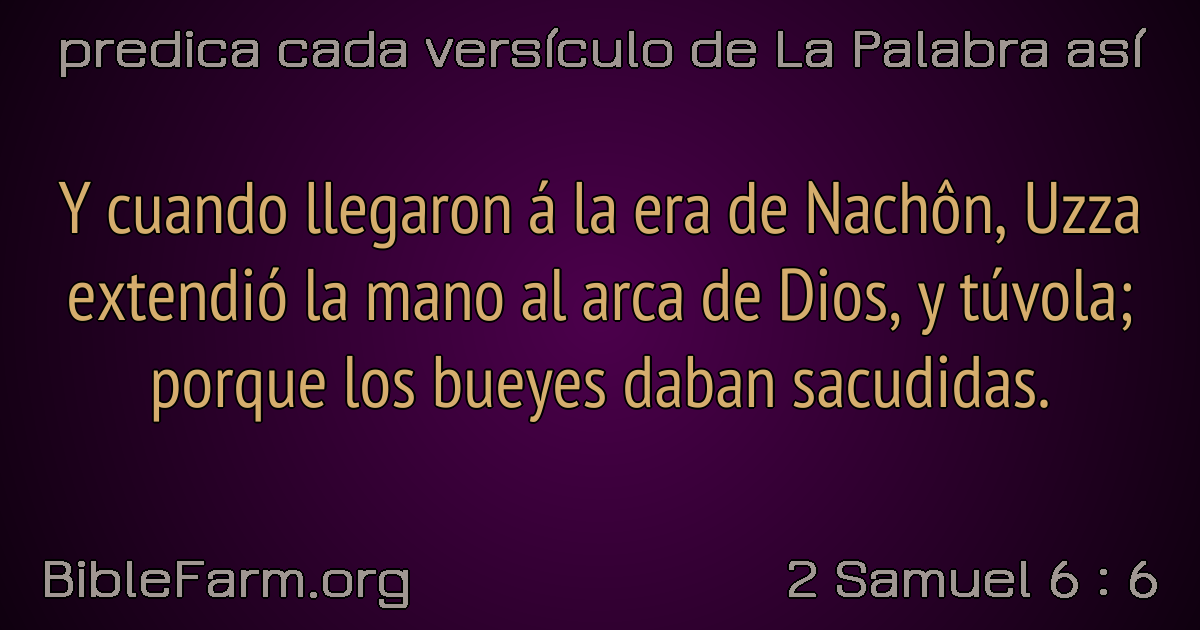 predica cada versículo de La Palabra así
Y cuando llegaron á la era de Nachôn, Uzza
extendió la mano al arca de Dios, y túvola;
porque los bueyes daban sacudidas.
BibleFarm.org
2 Samuel 6 : 6